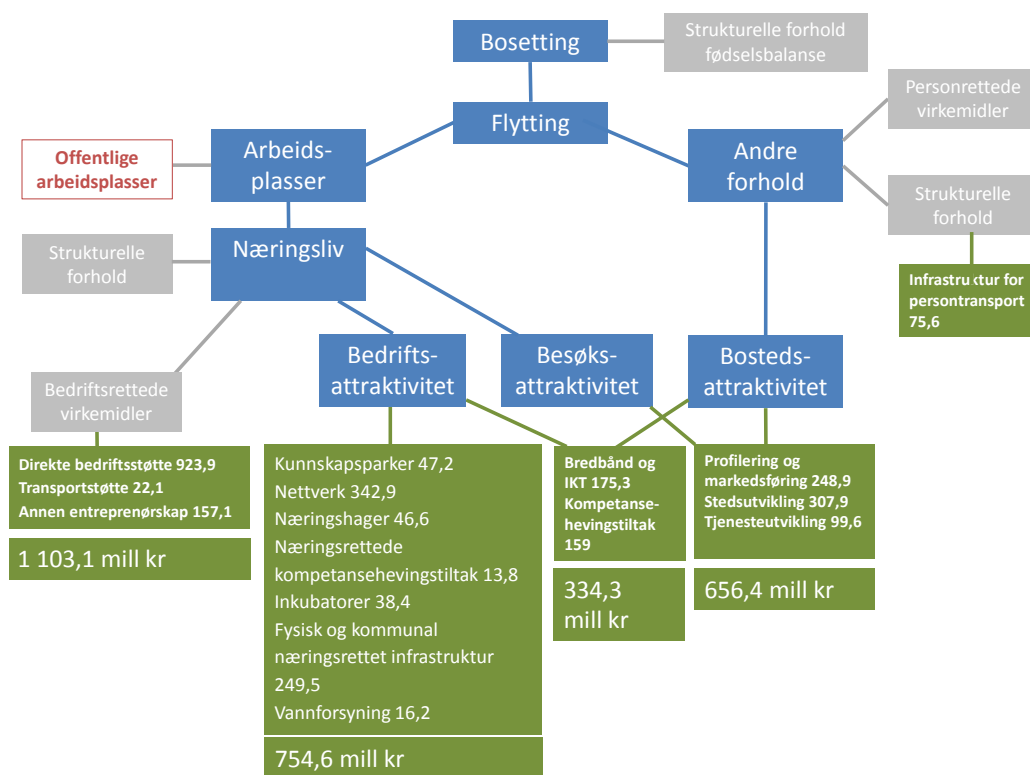 Bosetting
Strukturelle forhold
fødselsbalanse
Personrettede
virkemidler
Flytting
Offentlige
arbeidsplasser
Arbeids-
plasser
Andre
forhold
Strukturelle
forhold
Strukturelle
forhold
Næringsliv
Infrastruktur for
persontransport
75,6
Bedrifts-
attraktivitet
Besøks-
attraktivitet
Bosteds-
attraktivitet
Bedriftsrettede
virkemidler
Direkte bedriftsstøtte 923,9
Transportstøtte 22,1
Annen entreprenørskap 157,1
1 103,1 mill kr
Kunnskapsparker 47,2
Nettverk 342,9
Næringshager 46,6
Næringsrettede
kompetansehevingstiltak 13,8
Inkubatorer 38,4
Fysisk og kommunal
næringsrettet infrastruktur
249,5
Vannforsyning 16,2
754,6 mill kr
Bredbånd og
IKT 175,3
Kompetanse-
hevingstiltak
159
334,3
mill kr
Profilering og
markedsføring 248,9
Stedsutvikling 307,9
Tjenesteutvikling 99,6
656,4 mill kr